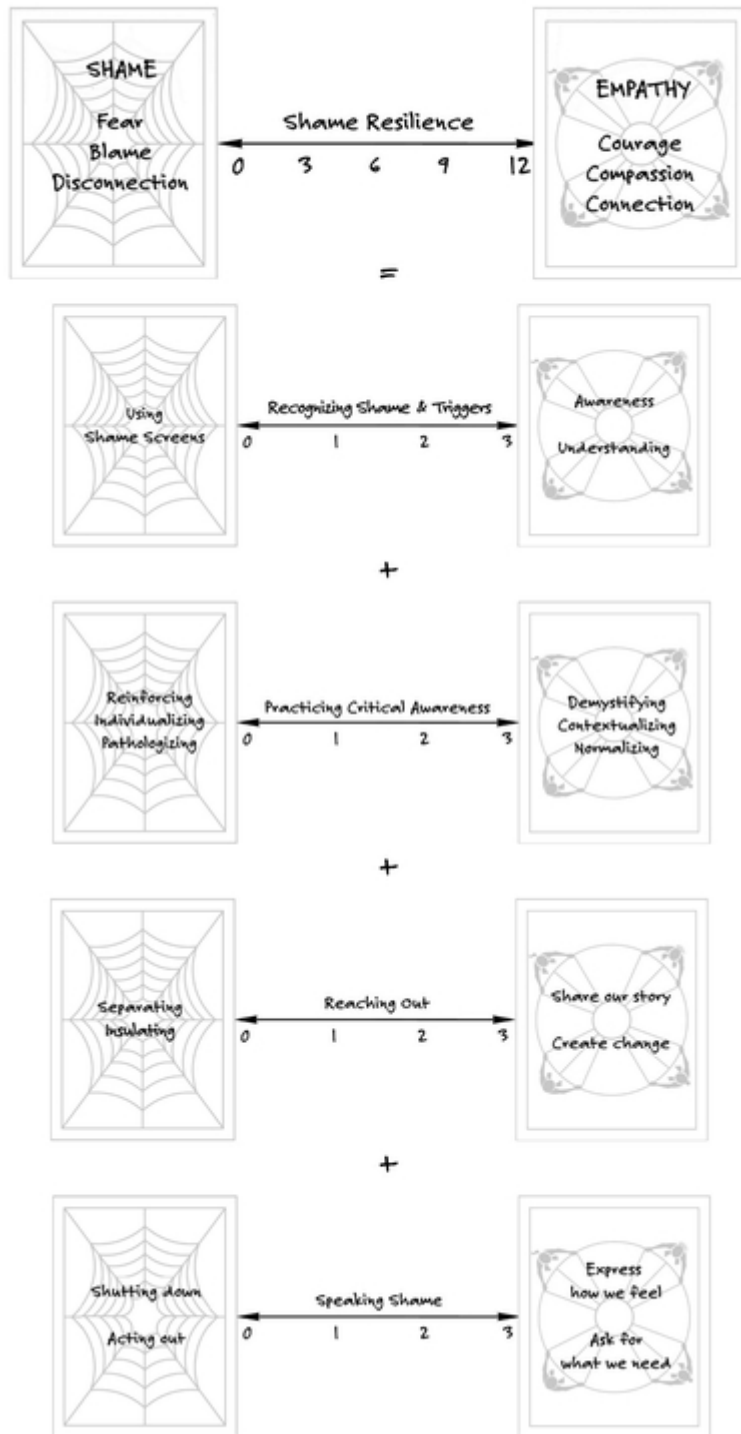 SHAME
Fear
Blame
Disconnection
Shame Resilience
0 3 6 9 12
EMPATHY
Courage
Compassion
Connection
=
Using
Shame Screens
Recognizing Shame & Triggers
0 1 2 3
Awareness
Understanding
+
Reinforcing
Individualizing
Pathologizing
Practicing Critical Awareness
0 1 2 3
Demystifying
Contextualizing
Normalizing
+
Separating
Insulating
Reaching Out
0 1 2 3
Share our story
Create change
+
Shutting down
Acting out
Speaking Shame
0 1 2 3
Express
how we feel
Ask for
what we need